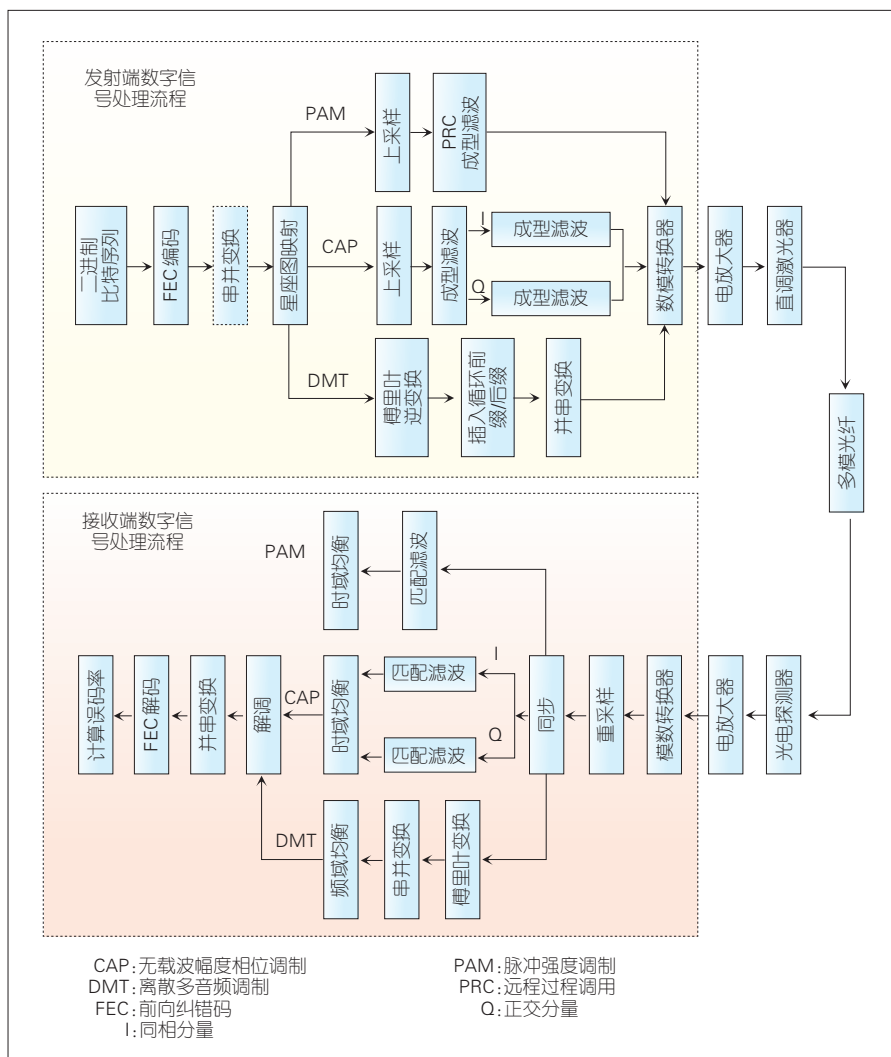 发射端数字信
号处理流程
PAM
上采样
PRC
成型滤波
二进制
比特序列
FEC 编码
串并变换
星座图映射
CAP
上采样
成型滤波
I
成型滤波
Q
成型滤波
数模转换器
电放大器
直调激光器
DMT
傅里叶
逆变换
插入循环前
缀/后缀
并串变换
多模光纤
接收端数字信
号处理流程
PAM
时域均衡
匹配滤波
计算误码率
FEC 解码
并串变换
解调
CAP
时域均衡
匹配滤波
I
匹配滤波
Q
同步
重采样
模数转换器
电放大器
光电探测器
DMT
频域均衡
串并变换
傅里叶变换
CAP:无载波幅度相位调制
DMT:离散多音频调制
FEC:前向纠错码
I:同相分量
PAM:脉冲强度调制
PRC:远程过程调用
Q:正交分量